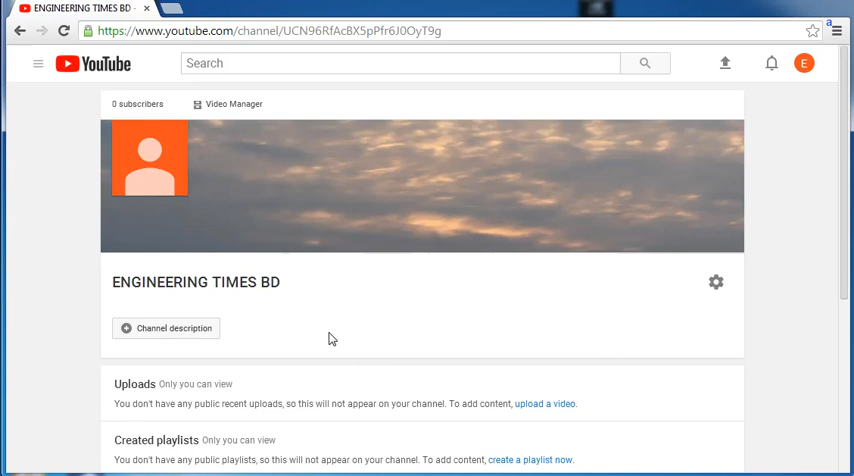 ENGINEERING TIMES BD -
https://www.youtube.com/channel/UCN96RfAcBX5pPfr6J0OyT9g
a
YouTube
Search
E
0 subscribers Video Manager
ENGINEERING TIMES BD
Channel description
Uploads Only you can view
You don't have any public recent uploads, so this will not appear on your channel. To add content, upload a video.
Created playlists Only you can view
You don't have any public playlists, so this will not appear on your channel. To add content, create a playlist now.